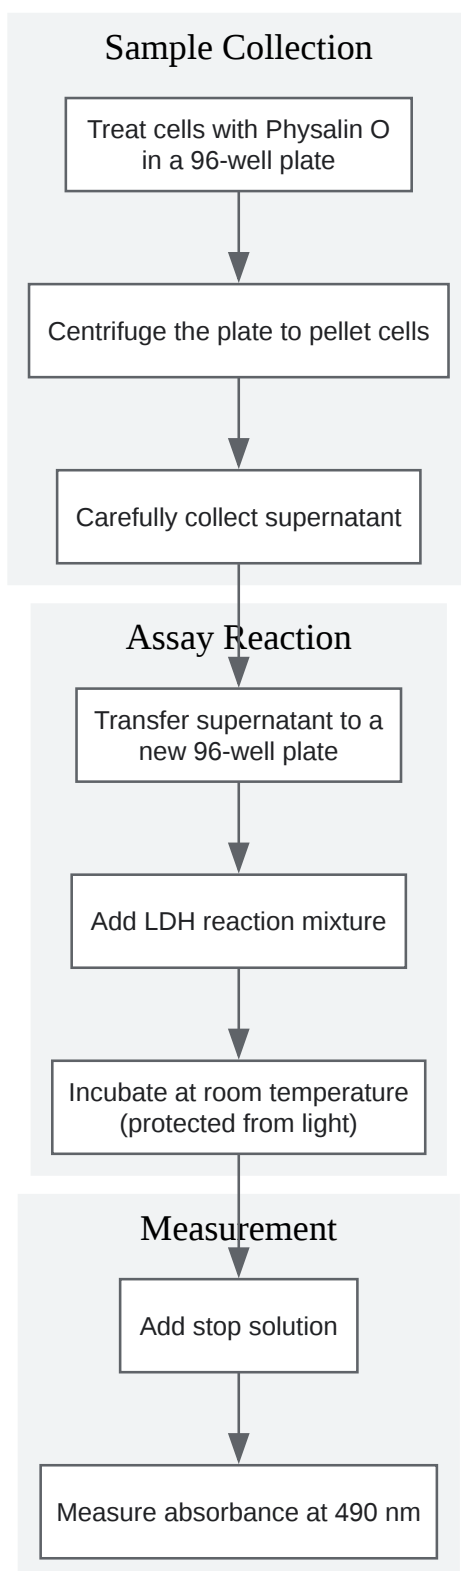 Sample Collection
Treat cells with Physalin O
in a 96-well plate
Centrifuge the plate to pellet cells
Carefully collect supernatant
Assay Reaction
Transfer supernatant to a
new 96-well plate
Add LDH reaction mixture
Incubate at room temperature
(protected from light)
Measurement
Add stop solution
Measure absorbance at 490 nm